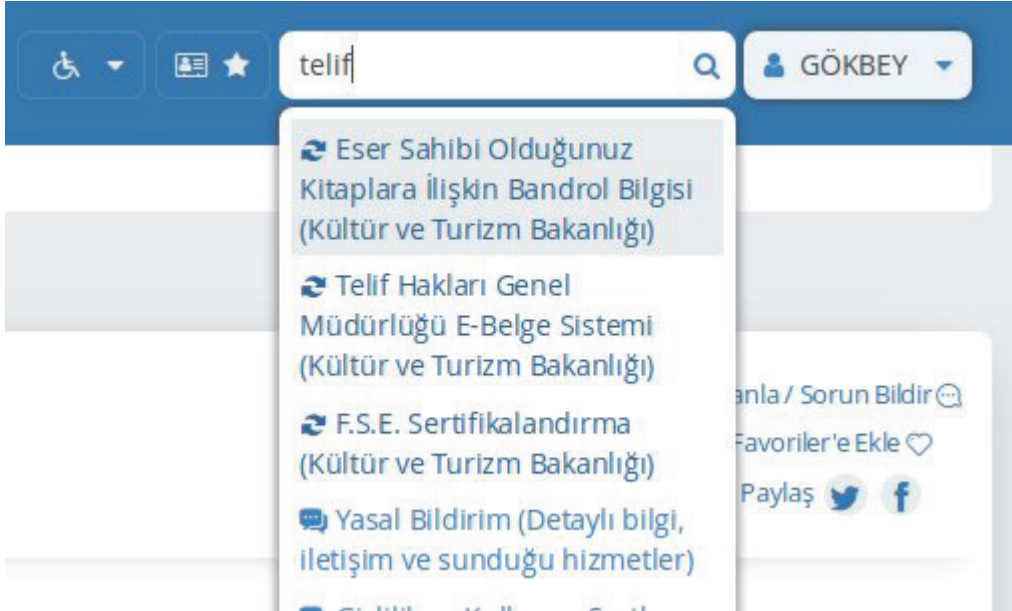 telif
GÖKBEY
Eser Sahibi Olduğunuz
Kitaplara İlişkin Bandrol Bilgisi
(Kültür ve Turizm Bakanlığı)
Telif Hakları Genel
Müdürlüğü E-Belge Sistemi
(Kültür ve Turizm Bakanlığı)
F.S.E. Sertifikalandırma
(Kültür ve Turizm Bakanlığı)
Yasal Bildirim (Detaylı bilgi,
iletişim ve sunduğu hizmetler)
anla / Sorun Bildir
Favoriler'e Ekle
Paylaş